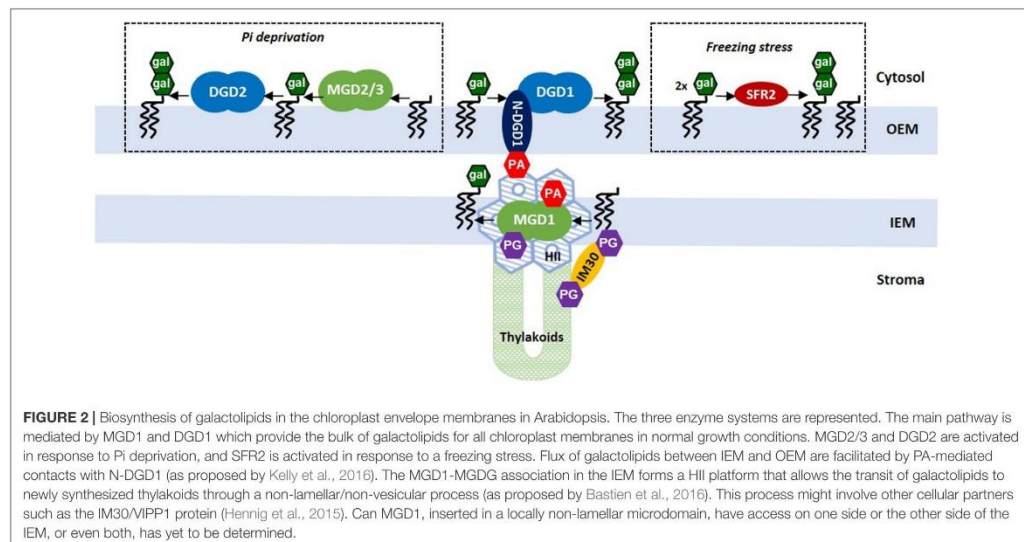 Pi deprivation
Freezing stress
gal
gal
DGD2
gal
MGD2/3
gal
DGD1
gal
gal
2x
gal
SFR2
gal
gal
Cytosol
N-DGD1
OEM
PA
gal
PA
MGD1
IEM
PG
HII
PG
IM30
PG
Stroma
Thylakoids
FIGURE 2 | Biosynthesis of galactolipids in the chloroplast envelope membranes in Arabidopsis. The three enzyme systems are represented. The main pathway is
mediated by MGD1 and DGD1 which provide the bulk of galactolipids for all chloroplast membranes in normal growth conditions. MGD2/3 and DGD2 are activated
in response to Pi deprivation, and SFR2 is activated in response to a freezing stress. Flux of galactolipids between IEM and OEM are facilitated by PA-mediated
contacts with N-DGD1 (as proposed by Kelly et al., 2016). The MGD1-MGDG association in the IEM forms a HII platform that allows the transit of galactolipids to
newly synthesized thylakoids through a non-lamellar/non-vesicular process (as proposed by Bastien et al., 2016). This process might involve other cellular partners
such as the IM30/VIPP1 protein (Hennig et al., 2015). Can MGD1, inserted in a locally non-lamellar microdomain, have access on one side or the other side of the
IEM, or even both, has yet to be determined.